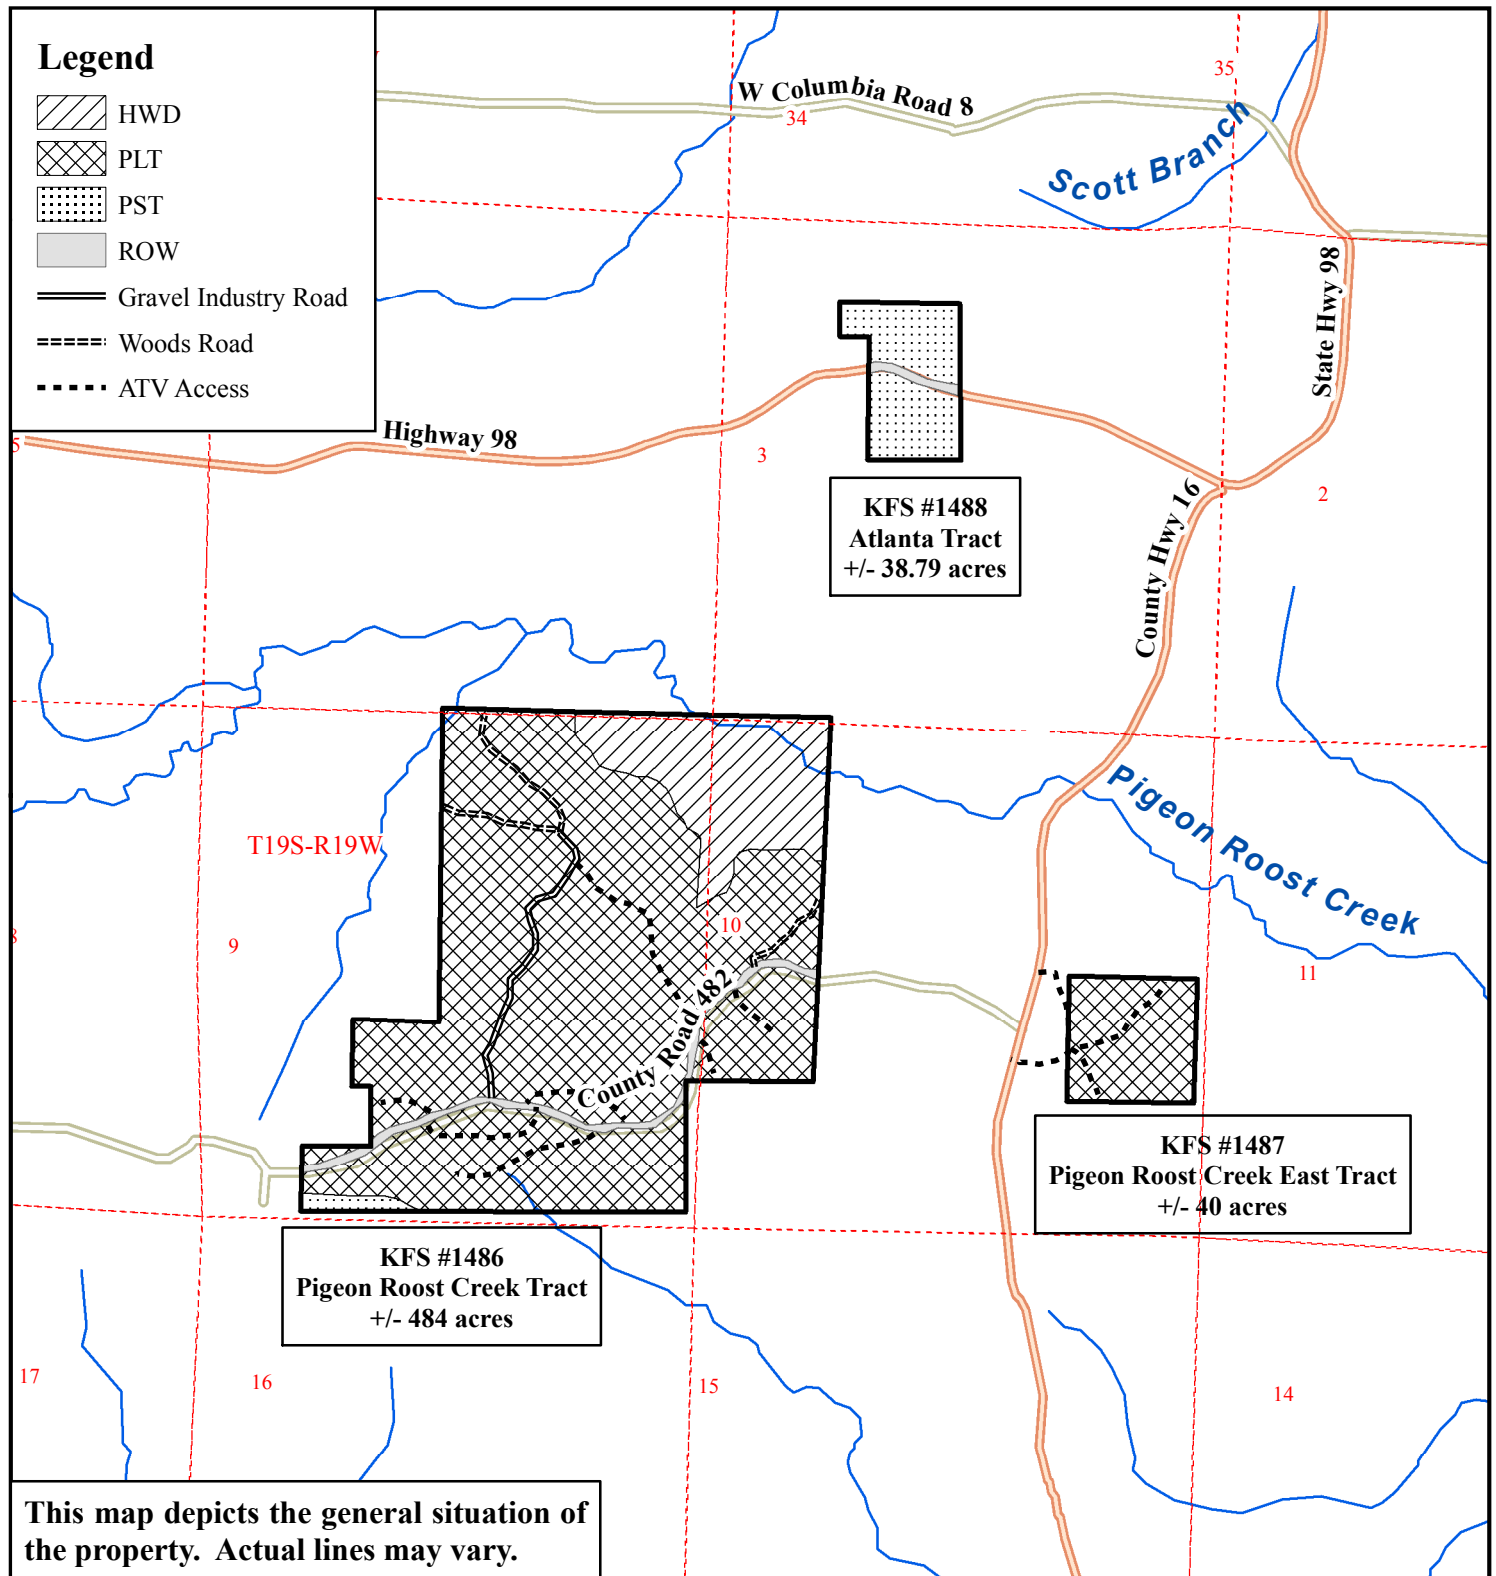 Legend
HWD
PLT
PST
ROW
Gravel Industry Road
Woods Road
ATV Access
W Columbia Road 8
34
35
Scott Branch
State Hwy 98
Highway 98
5
3
2
KFS #1488
Atlanta Tract
+/- 38.79 acres
County Hwy 16
Pigeon Roost Creek
T19S-R19W
8
9
10
11
County Road 482
KFS #1487
Pigeon Roost Creek East Tract
+/- 40 acres
KFS #1486
Pigeon Roost Creek Tract
+/- 484 acres
17
16
15
14
This map depicts the general situation of
the property. Actual lines may vary.